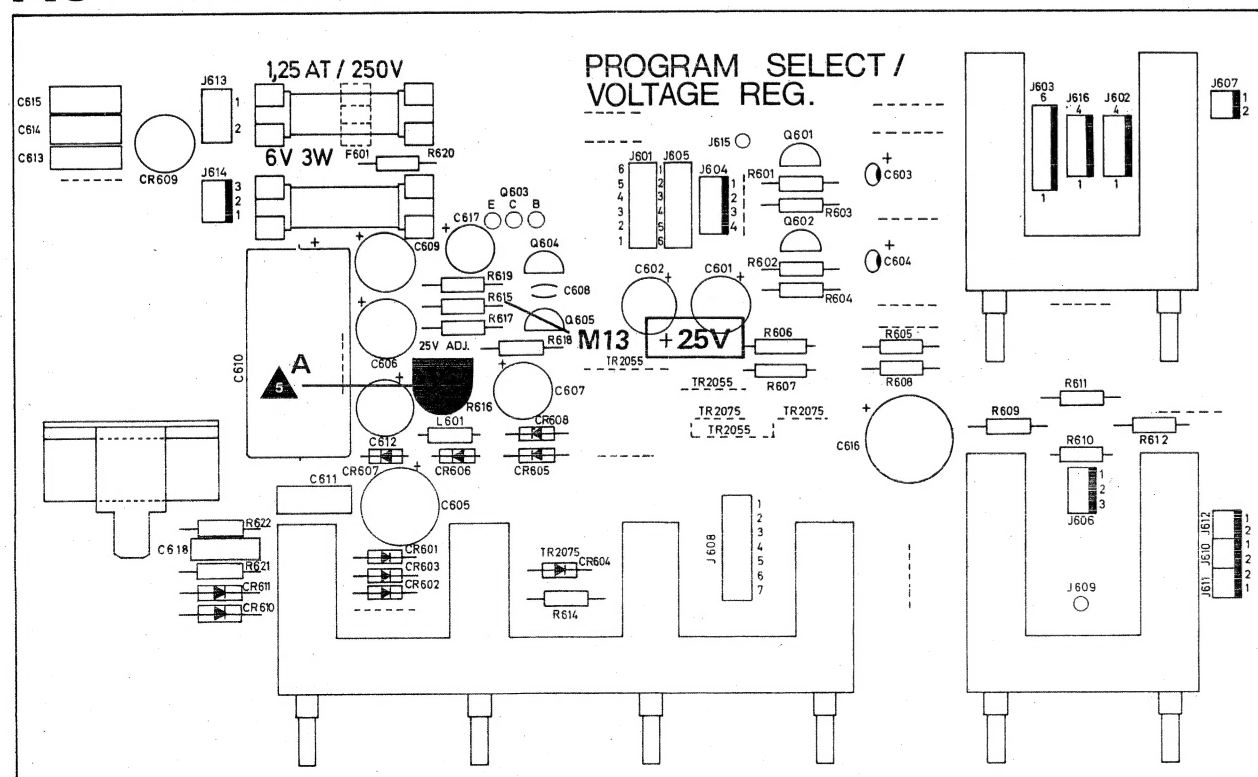 1,25 AT / 250V
PROGRAM SELECT /
VOLTAGE REG.
J613
1
2
C615
C614
C613
CR609
F601
6V 3W
R620
J614
3
2
1
Q603
E C B
C617
C609
Q604
R619
C608
R615
Q605
R617
R618
25V ADJ.
C610
5
A
C606
R616
C607
L601
CR608
C612
CR607
CR606
CR605
C611
C605
J601
6
5
4
3
2
1
J605
1
2
3
4
5
6
J604
1
2
3
4
J615
Q601
R601
R603
C603
Q602
R602
R604
C604
C602
C601
M13
+25V
TR2055
R606
R607
R605
R608
TR2055
TR2075
TR2075
TR2055
C616
J603
6
1
J616
4
1
J602
4
1
J607
1
2
R611
R609
R612
R610
1
2
3
J606
J612
1
2
J610
1
2
J611
2
1
J609
R622
C618
R621
CR611
CR610
CR601
CR603
CR602
TR2075
CR604
R614
J608
1
2
3
4
5
6
7